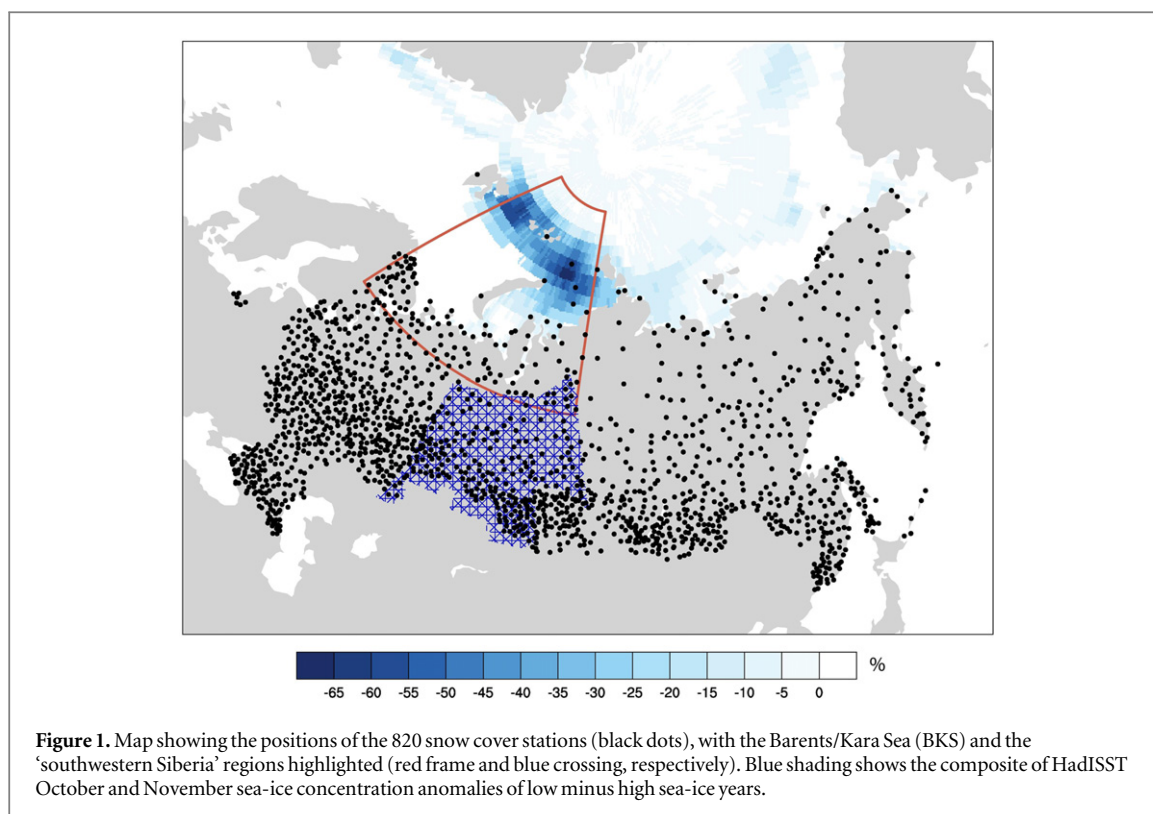 %
-65 -60 -55 -50 -45 -40 -35 -30 -25 -20 -15 -10 -5 0
Figure 1. Map showing the positions of the 820 snow cover stations (black dots), with the Barents/Kara Sea (BKS) and the
‘southwestern Siberia’ regions highlighted (red frame and blue crossing, respectively). Blue shading shows the composite of HadISST
October and November sea-ice concentration anomalies of low minus high sea-ice years.